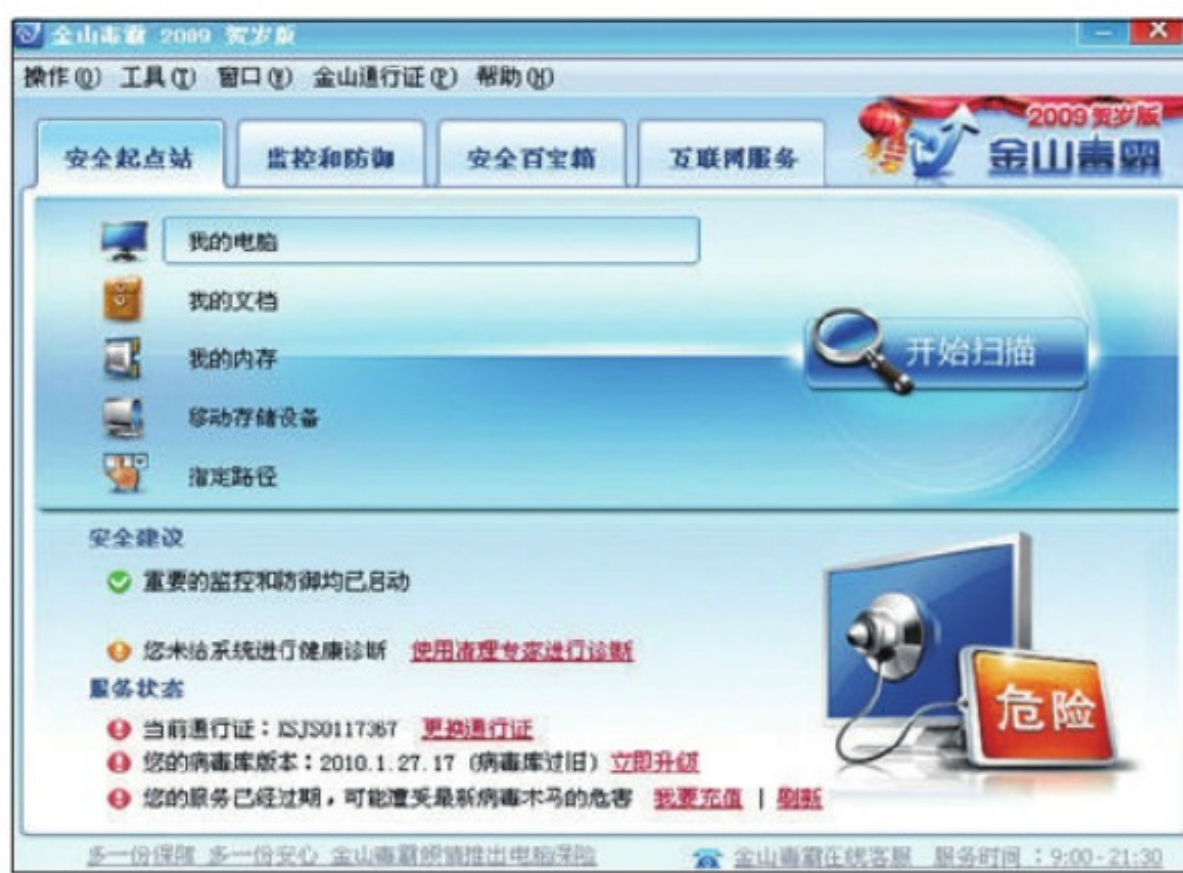 金山毒霸 2009 贺岁版
操作(O) 工具(T) 窗口(W) 金山通行证(P) 帮助(H)
2009贺岁版
金山毒霸
安全起点站 监控和防御 安全百宝箱 互联网服务
我的电脑
我的文档
我的内存
移动存储设备
指定路径
开始扫描
安全建议
重要的监控和防御均已启动
您未给系统进行健康诊断 使用清理专家进行诊断
服务状态
当前通行证：XSJS0117367 更换通行证
您的病毒库版本：2010.1.27.17 (病毒库过旧) 立即升级
您的服务已经过期，可能遭受最新病毒木马的危害 我要充值 | 刷新
危险
多一份保障 多一份安心 金山毒霸倾情推出电脑保险 金山毒霸在线客服 服务时间：9:00-21:30